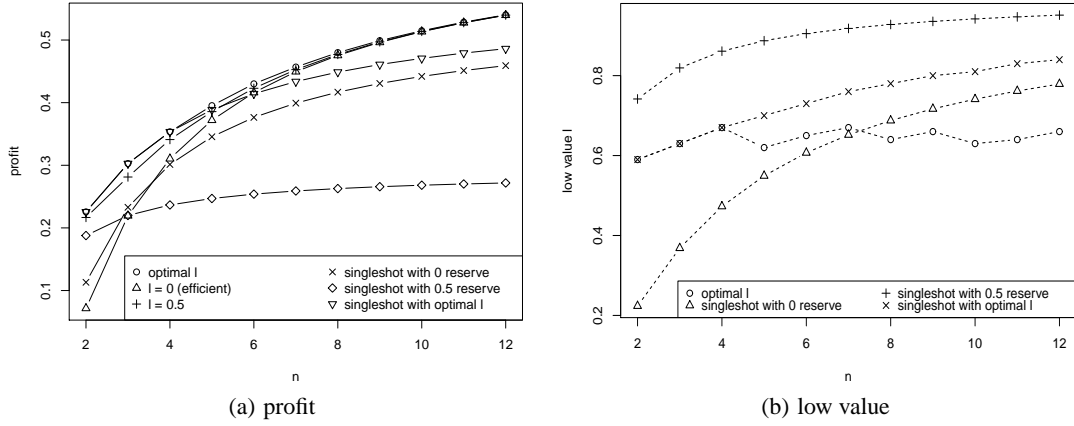 profit
0.5
0.4
0.3
0.2
0.1
optimal l
l = 0 (efficient)
l = 0.5
singleshot with 0 reserve
singleshot with 0.5 reserve
singleshot with optimal l
2 4 6 8 10 12
n
(a) profit
low value l
0.8
0.6
0.4
0.2
optimal l
singleshot with 0 reserve
singleshot with 0.5 reserve
singleshot with optimal l
2 4 6 8 10 12
n
(b) low value